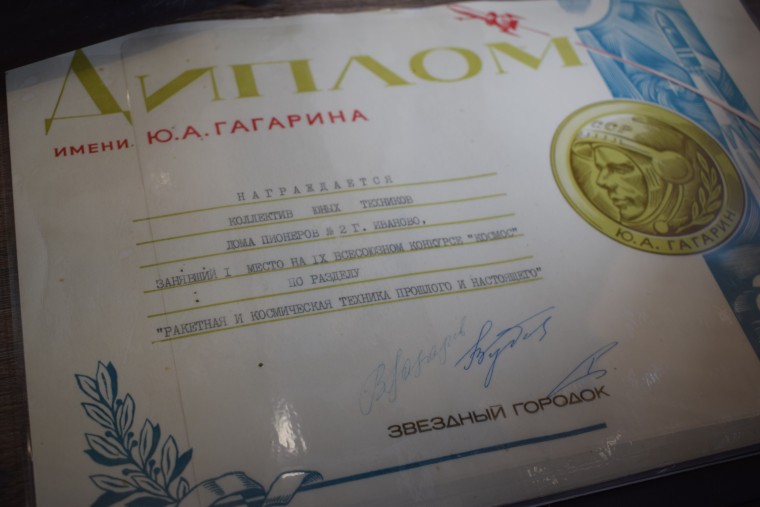 ДИПЛОМ
ИМЕНИ Ю.А. ГАГАРИНА
НАГРАЖДАЕТСЯ
КОЛЛЕКТИВ ЮНЫХ ТЕХНИКОВ
ДОМА ПИОНЕРОВ № 2 Г. ИВАНОВО,
ЗАНЯВШИЙ I МЕСТО НА IX ВСЕСОЮЗНОМ КОНКУРСЕ "КОСМОС"
ПО РАЗДЕЛУ
"РАКЕТНАЯ И КОСМИЧЕСКАЯ ТЕХНИКА ПРОШЛОГО И НАСТОЯЩЕГО"
ЗВЕЗДНЫЙ ГОРОДОК
СССР
Ю.А. ГАГАРИН